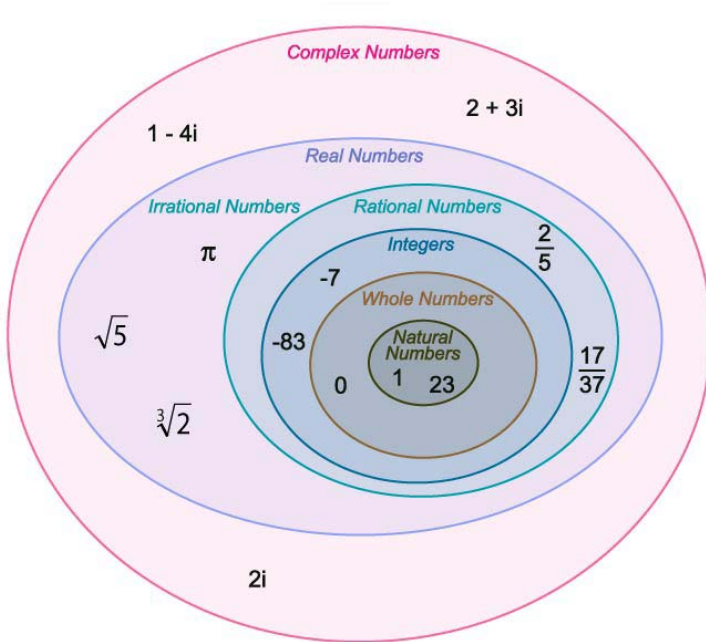 Complex Numbers
2 + 3i
1 - 4i
Real Numbers
Irrational Numbers
Rational Numbers
π
2/5
Integers
-7
Whole Numbers
√5
-83
Natural
Numbers
0
1 23
17/37
∛2
2i